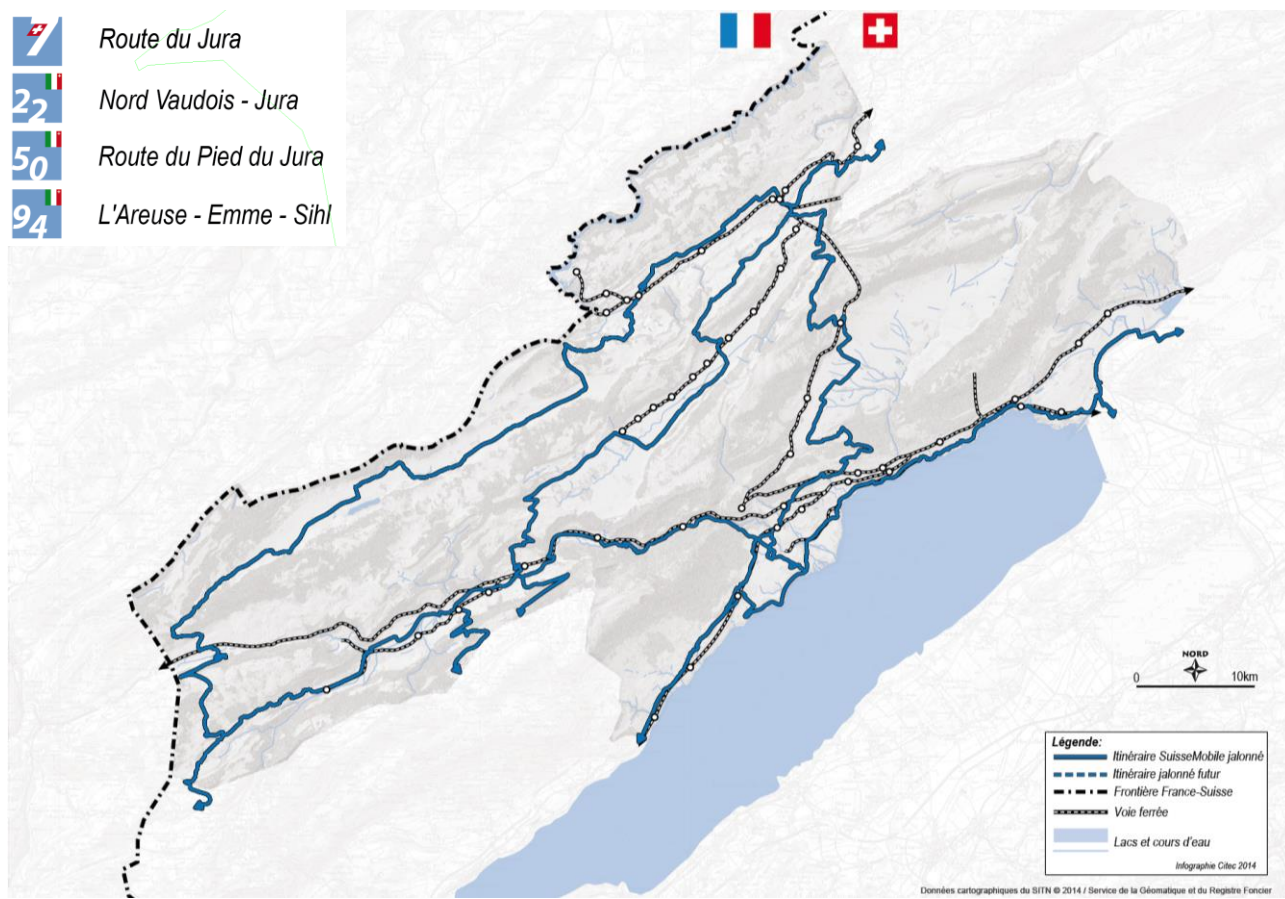 7 Route du Jura
22 Nord Vaudois - Jura
50 Route du Pied du Jura
94 L'Areuse - Emme - Sihl
NORD
0 10km
Légende:
Itinéraire SuisseMobile jalonné
Itinéraire jalonné futur
Frontière France-Suisse
Voie ferrée
Lacs et cours d'eau
Infographie Citec 2014
Données cartographiques du SITN © 2014 / Service de la Géomatique et du Registre Foncier